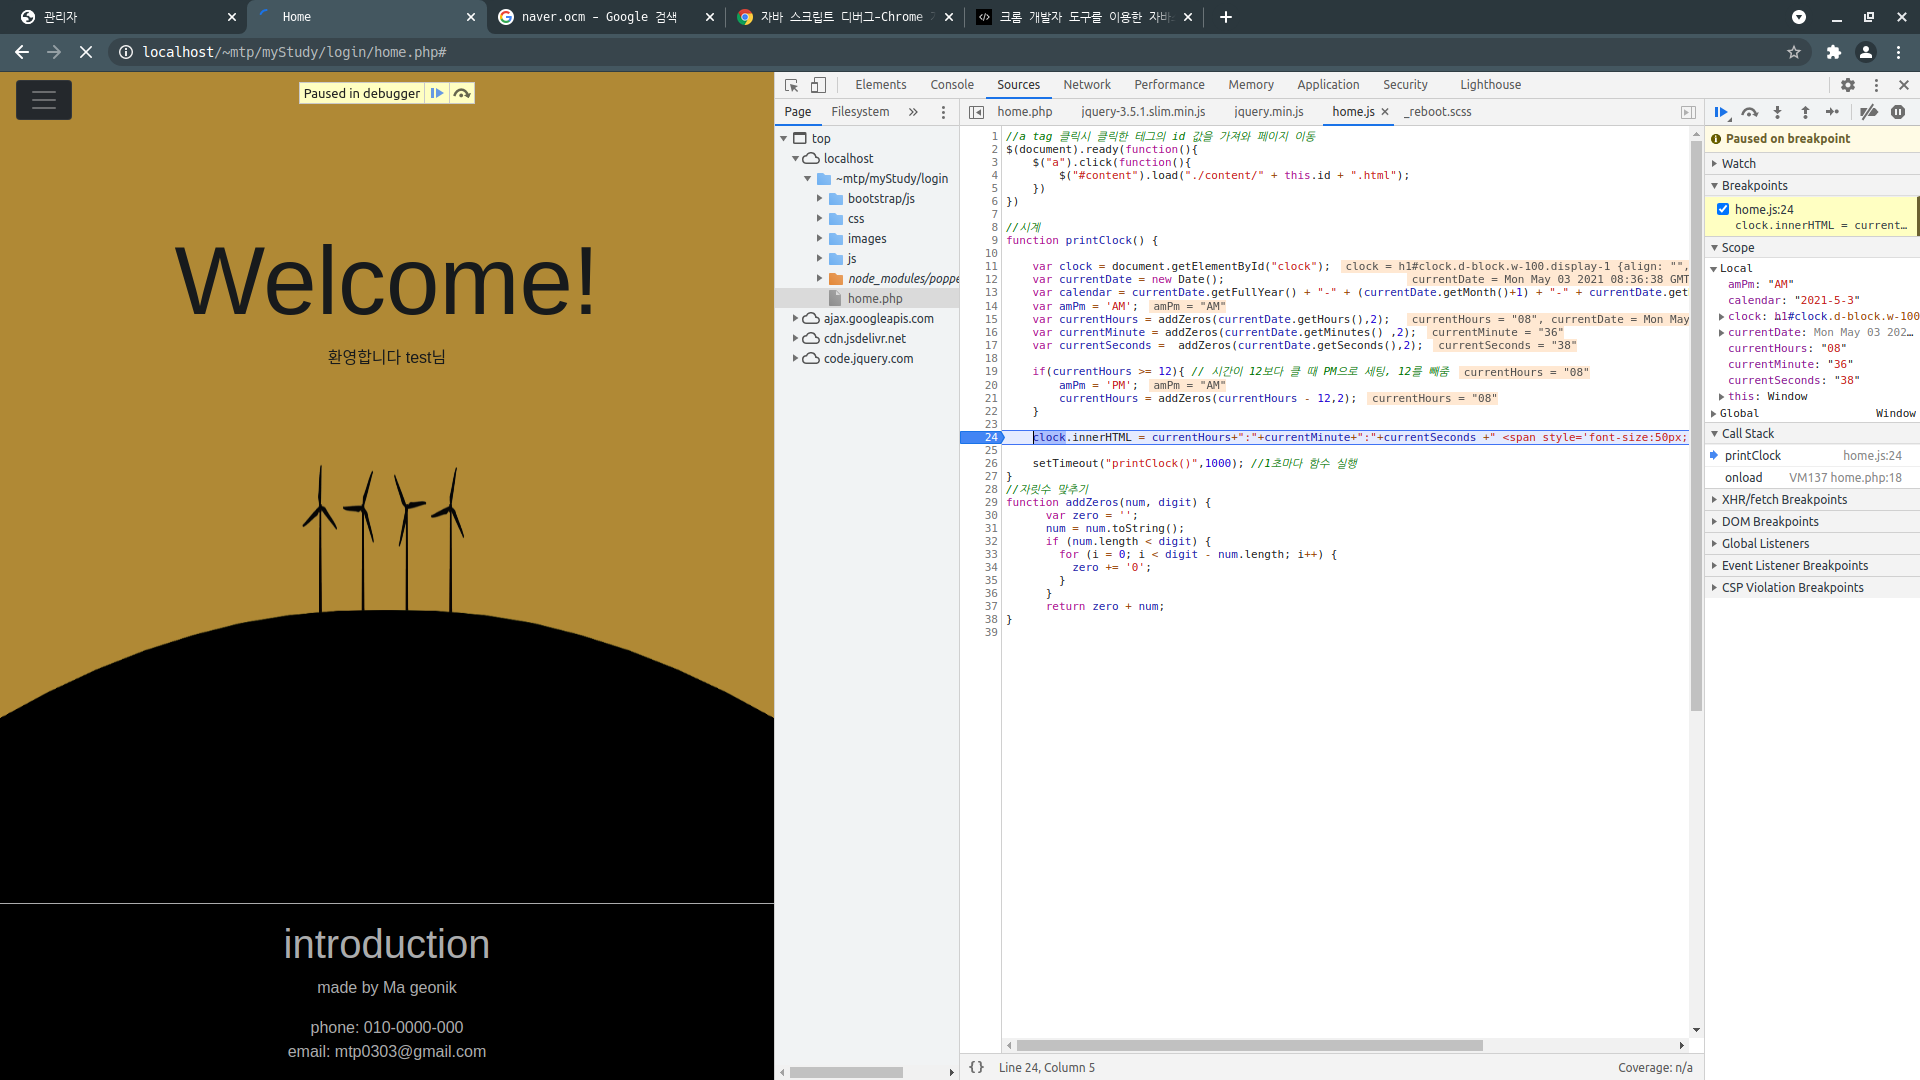 관리자
Home
naver.ocm - Google 검색
자바 스크립트 디버그-Chrome
크롬 개발자 도구를 이용한 자바
localhost/~mtp/myStudy/login/home.php#
Paused in debugger
Welcome!
환영합니다 test님
introduction
made by Ma geonik
phone: 010-0000-000
email: mtp0303@gmail.com
Elements Console Sources Network Performance Memory Application Security Lighthouse
Page Filesystem
top
localhost
~mtp/myStudy/login
bootstrap/js
css
images
js
node_modules/poppe
home.php
ajax.googleapis.com
cdn.jsdelivr.net
code.jquery.com
home.php jquery-3.5.1.slim.min.js jquery.min.js home.js _reboot.scss
1 //a tag 클릭시 클릭한 테그의 id 값을 가져와 페이지 이동
2 $(document).ready(function(){
3 $("a").click(function(){
4 $("#content").load("./content/" + this.id + ".html");
5 })
6 })
7
8 //시계
9 function printClock() {
10
11 var clock = document.getElementById("clock"); clock = h1#clock.d-block.w-100.display-1 {align: "",
12 var currentDate = new Date(); currentDate = Mon May 03 2021 08:36:38 GMT
13 var calendar = currentDate.getFullYear() + "-" + (currentDate.getMonth()+1) + "-" + currentDate.get
14 var amPm = 'AM'; amPm = "AM"
15 var currentHours = addZeros(currentDate.getHours(),2); currentHours = "08", currentDate = Mon May
16 var currentMinute = addZeros(currentDate.getMinutes() ,2); currentMinute = "36"
17 var currentSeconds = addZeros(currentDate.getSeconds(),2); currentSeconds = "38"
18
19 if(currentHours >= 12){ // 시간이 12보다 클 때 PM으로 세팅, 12를 빼줌 currentHours = "08"
20 amPm = 'PM'; amPm = "AM"
21 currentHours = addZeros(currentHours - 12,2); currentHours = "08"
22 }
23
24 clock.innerHTML = currentHours+":"+currentMinute+":"+currentSeconds +" <span style='font-size:50px;
25
26 setTimeout("printClock()",1000); //1초마다 함수 실행
27 }
28 //자릿수 맞추기
29 function addZeros(num, digit) {
30 var zero = '';
31 num = num.toString();
32 if (num.length < digit) {
33 for (i = 0; i < digit - num.length; i++) {
34 zero += '0';
35 }
36 }
37 return zero + num;
38 }
39
{} Line 24, Column 5
Coverage: n/a
Paused on breakpoint
Watch
Breakpoints
home.js:24
clock.innerHTML = current…
Scope
Local
amPm: "AM"
calendar: "2021-5-3"
clock: h1#clock.d-block.w-100
currentDate: Mon May 03 202…
currentHours: "08"
currentMinute: "36"
currentSeconds: "38"
this: Window
Global Window
Call Stack
printClock home.js:24
onload VM137 home.php:18
XHR/fetch Breakpoints
DOM Breakpoints
Global Listeners
Event Listener Breakpoints
CSP Violation Breakpoints